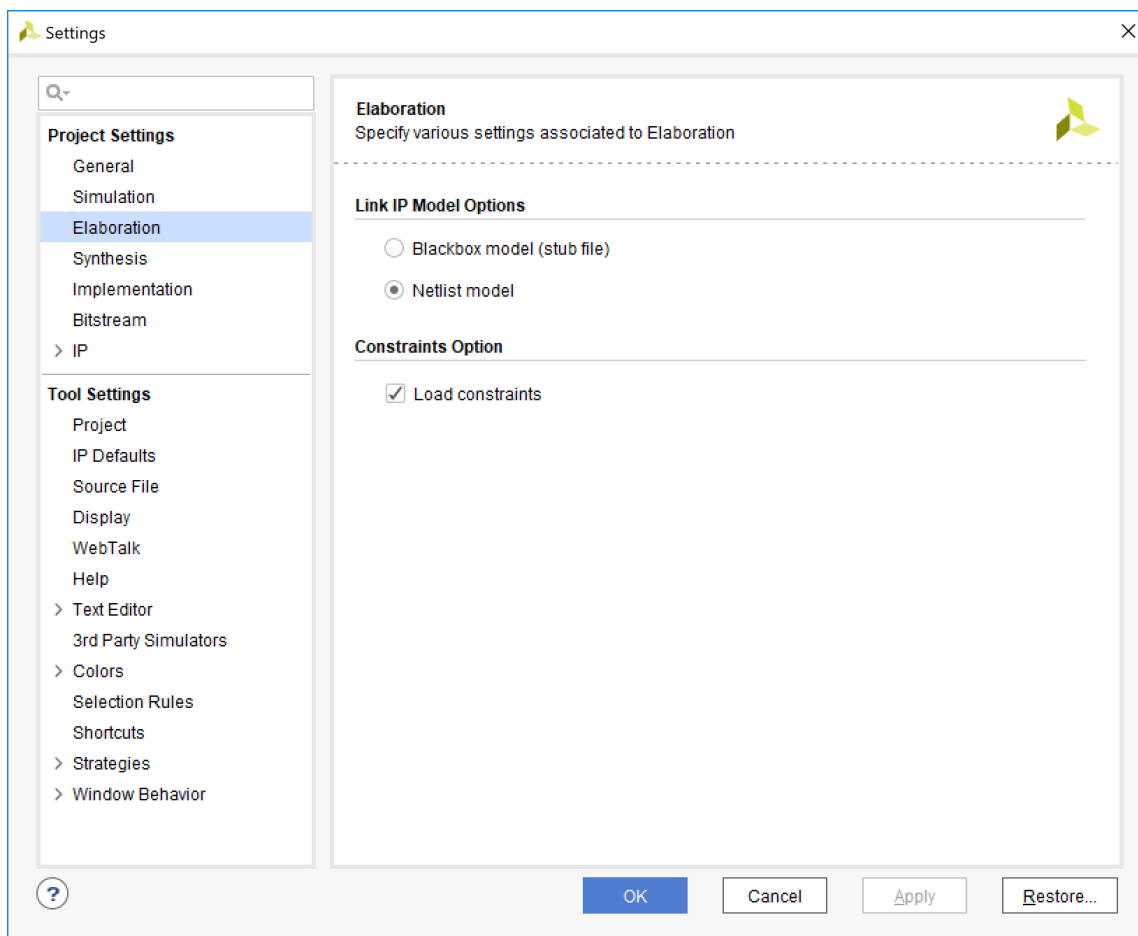 Settings
Project Settings
General
Simulation
Elaboration
Synthesis
Implementation
Bitstream
IP
Tool Settings
Project
IP Defaults
Source File
Display
WebTalk
Help
Text Editor
3rd Party Simulators
Colors
Selection Rules
Shortcuts
Strategies
Window Behavior
Elaboration
Specify various settings associated to Elaboration
Link IP Model Options
Blackbox model (stub file)
Netlist model
Constraints Option
Load constraints
?
OK
Cancel
Apply
Restore...